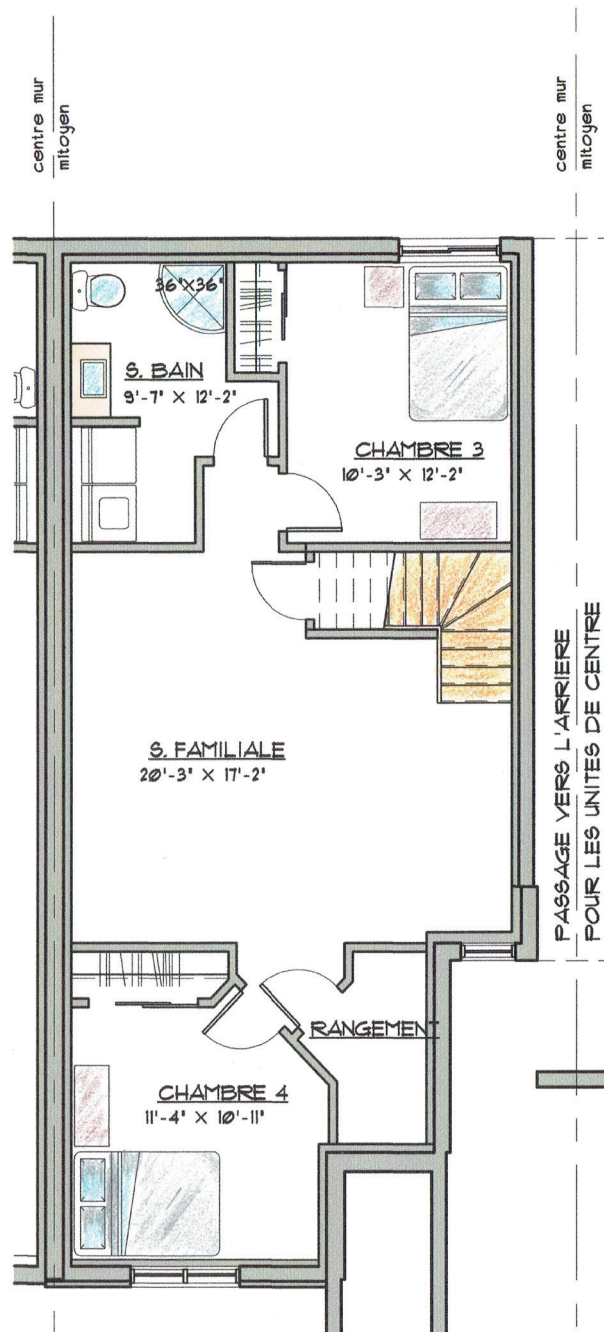 centre mur
mitoyen
centre mur
mitoyen
36"X36"
S. BAIN
9'-7" X 12'-2"
CHAMBRE 3
10'-3" X 12'-2"
S. FAMILIALE
20'-3" X 17'-2"
PASSAGE VERS L'ARRIERE
POUR LES UNITES DE CENTRE
RANGEMENT
CHAMBRE 4
11'-4" X 10'-11"